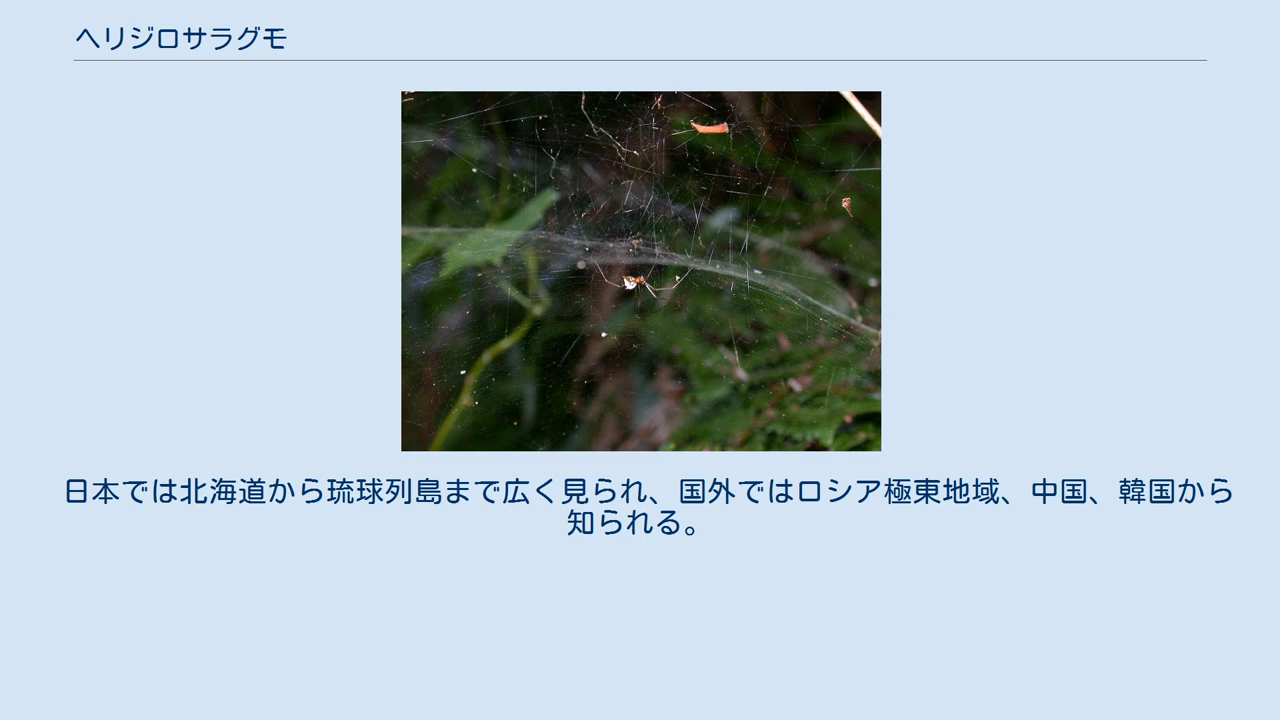 ヘリジロサラグモ
日本では北海道から琉球列島まで広く見られ、国外ではロシア極東地域、中国、韓国から
知られる。